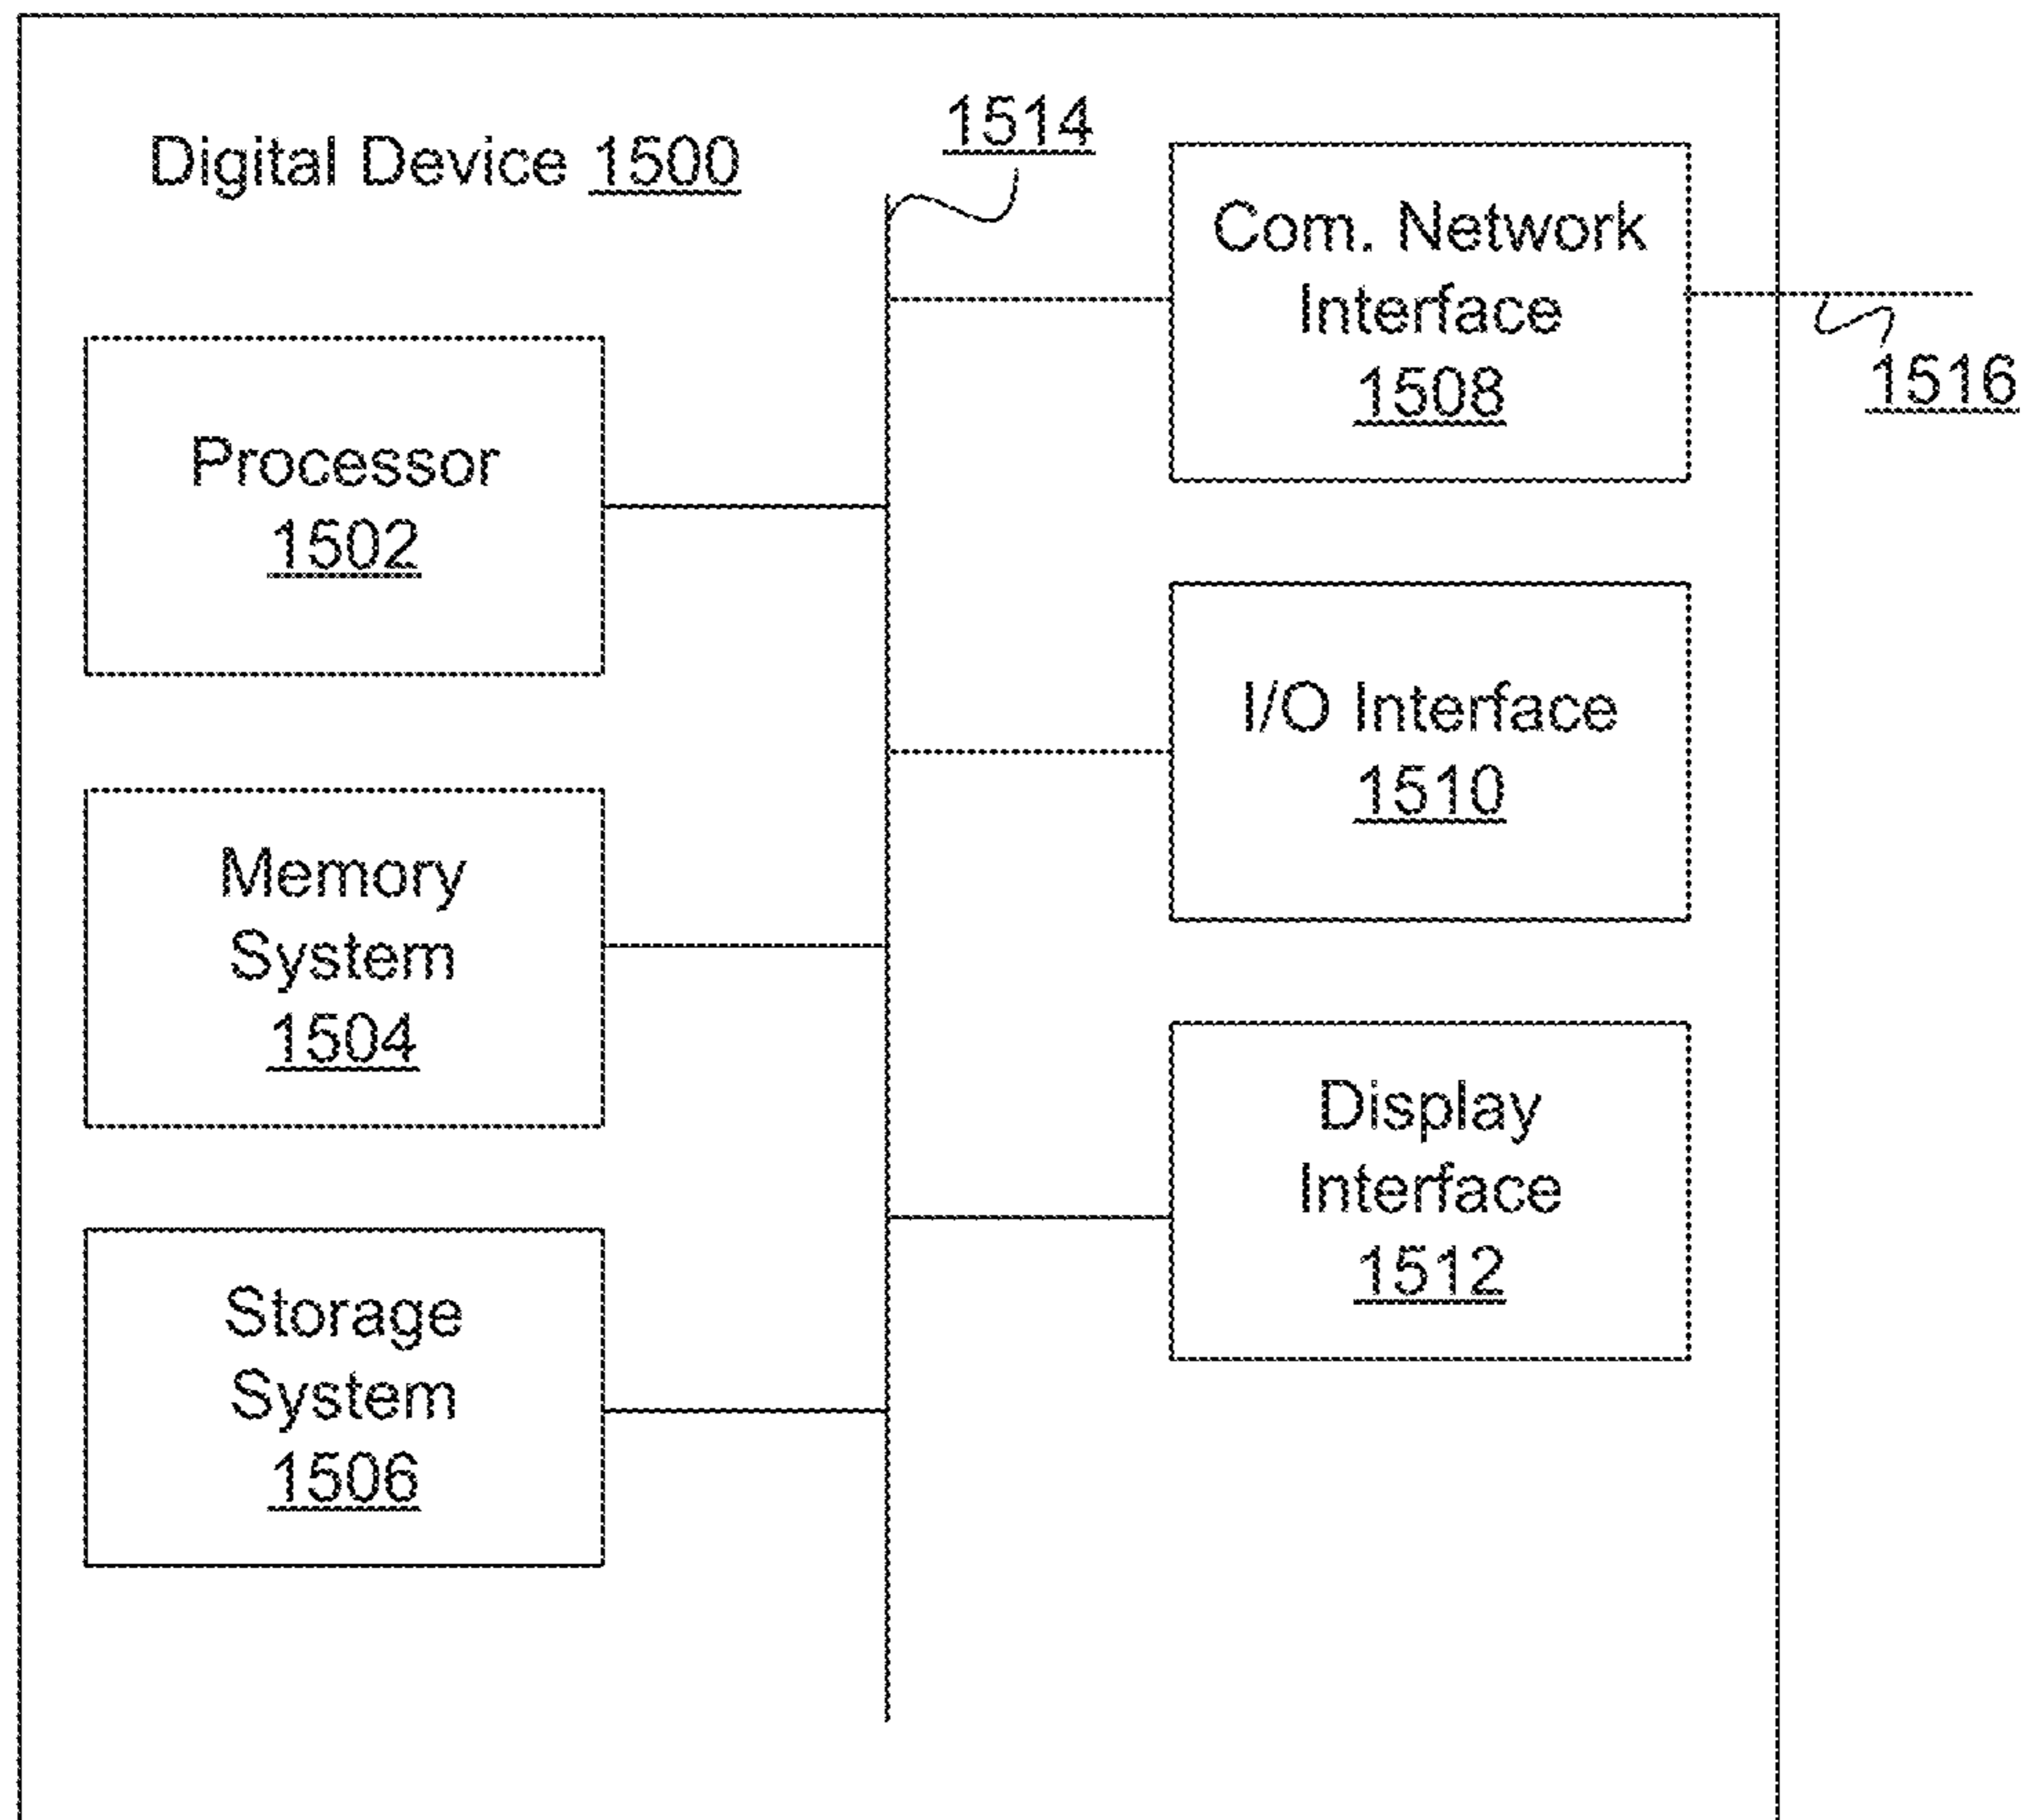 Digital Device 1500
1514
Com. Network
Interface
1508
1516
Processor
1502
I/O Interface
1510
Memory
System
1504
Display
Interface
1512
Storage
System
1506